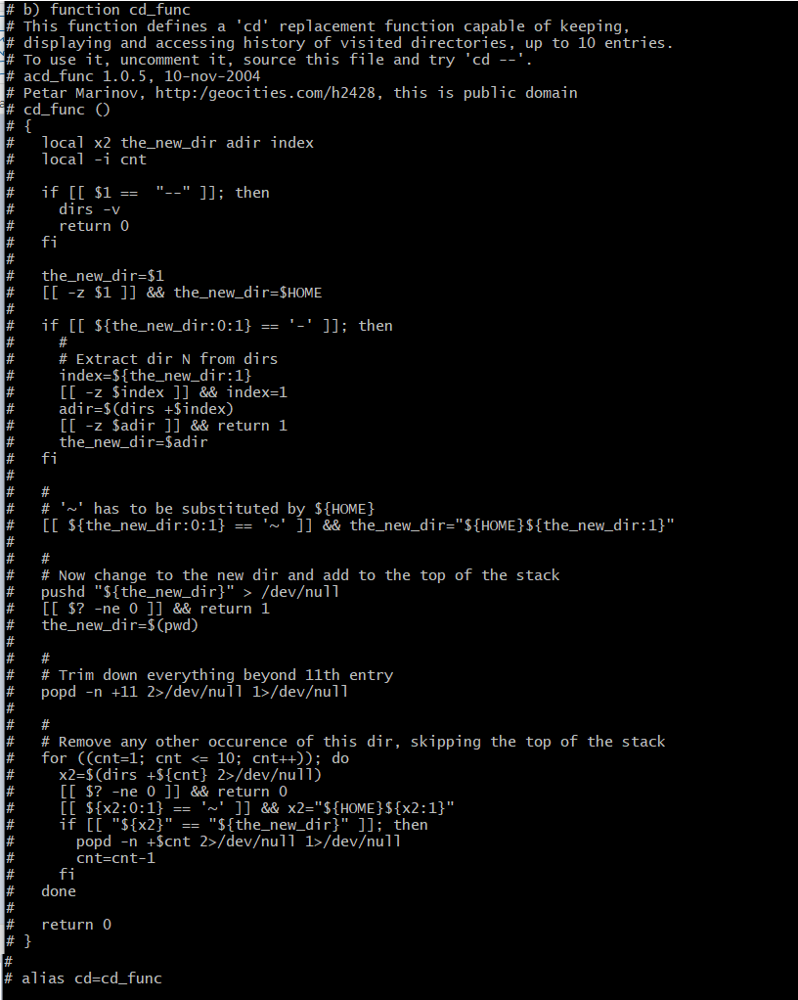 # b) function cd_func
# This function defines a 'cd' replacement function capable of keeping,
# displaying and accessing history of visited directories, up to 10 entries.
# To use it, uncomment it, source this file and try 'cd --'.
# acd_func 1.0.5, 10-nov-2004
# Petar Marinov, http:/geocities.com/h2428, this is public domain
# cd_func ()
# {
#   local x2 the_new_dir adir index
#   local -i cnt
#
#   if [[ $1 ==  "--" ]]; then
#     dirs -v
#     return 0
#   fi
#
#   the_new_dir=$1
#   [[ -z $1 ]] && the_new_dir=$HOME
#
#   if [[ ${the_new_dir:0:1} == '-' ]]; then
#     #
#     # Extract dir N from dirs
#     index=${the_new_dir:1}
#     [[ -z $index ]] && index=1
#     adir=$(dirs +$index)
#     [[ -z $adir ]] && return 1
#     the_new_dir=$adir
#   fi
#
#   #
#   # '~' has to be substituted by ${HOME}
#   [[ ${the_new_dir:0:1} == '~' ]] && the_new_dir="${HOME}${the_new_dir:1}"
#
#   #
#   # Now change to the new dir and add to the top of the stack
#   pushd "${the_new_dir}" > /dev/null
#   [[ $? -ne 0 ]] && return 1
#   the_new_dir=$(pwd)
#
#   #
#   # Trim down everything beyond 11th entry
#   popd -n +11 2>/dev/null 1>/dev/null
#
#   #
#   # Remove any other occurence of this dir, skipping the top of the stack
#   for ((cnt=1; cnt <= 10; cnt++)); do
#     x2=$(dirs +${cnt} 2>/dev/null)
#     [[ $? -ne 0 ]] && return 0
#     [[ ${x2:0:1} == '~' ]] && x2="${HOME}${x2:1}"
#     if [[ "${x2}" == "${the_new_dir}" ]]; then
#       popd -n +$cnt 2>/dev/null 1>/dev/null
#       cnt=cnt-1
#     fi
#   done
#
#   return 0
# }
#
# alias cd=cd_func